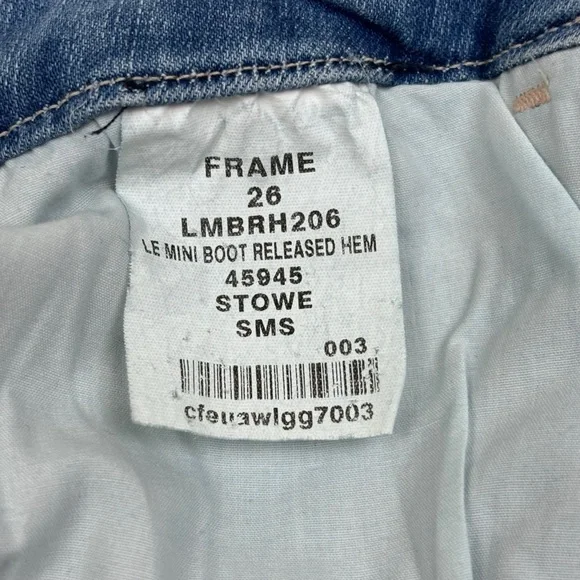 FRAME
26
LMBRH206
LE MINI BOOT RELEASED HEM
45945
STOWE
SMS
003
cfeuawlgg7003